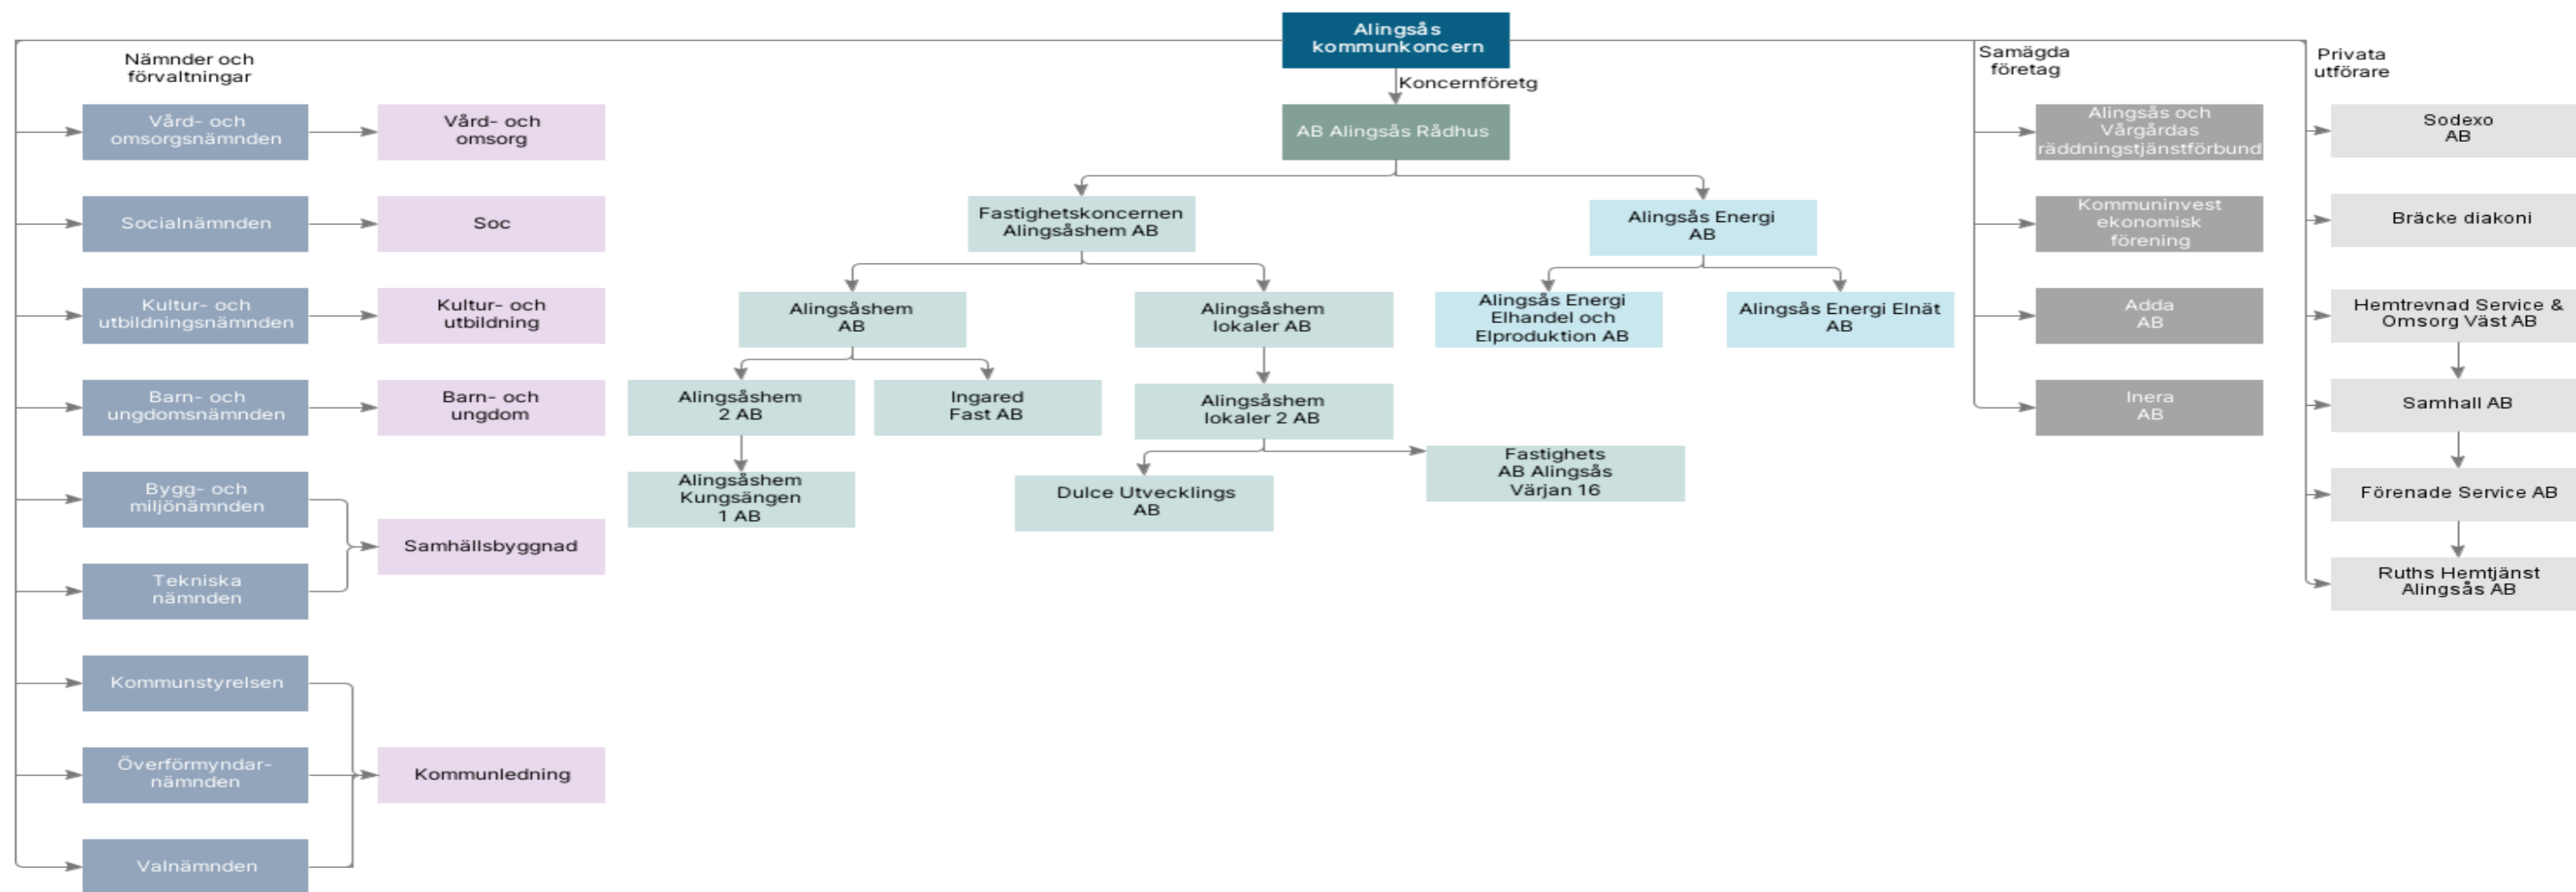 Alingsås
kommunkoncern
Nämnder och
förvaltningar
Koncernföretg
Samägda
företag
Privata
utförare
Vård- och
omsorgsnämnden
Vård- och
omsorg
Socialnämnden
Soc
Kultur- och
utbildningsnämnden
Kultur- och
utbildning
Barn- och
ungdomsnämnden
Barn- och
ungdom
Bygg- och
miljönämnden
Tekniska
nämnden
Samhällsbyggnad
Kommunstyrelsen
Överförmyndar-
nämnden
Valnämnden
Kommunledning
AB Alingsås Rådhus
Fastighetskoncernen
Alingsåshem AB
Alingsås Energi
AB
Alingsåshem
AB
Alingsåshem
lokaler AB
Alingsås Energi
Elhandel och
Elproduktion AB
Alingsås Energi Elnät
AB
Alingsåshem
2 AB
Ingared
Fast AB
Alingsåshem
lokaler 2 AB
Alingsåshem
Kungsängen
1 AB
Dulce Utvecklings
AB
Fastighets
AB Alingsås
Värjan 16
Alingsås och
Vårgårdas
räddningstjänstförbund
Kommuninvest
ekonomisk
förening
Adda
AB
Inera
AB
Sodexo
AB
Bräcke diakoni
Hemtrevnad Service &
Omsorg Väst AB
Samhall AB
Förenade Service AB
Ruths Hemtjänst
Alingsås AB